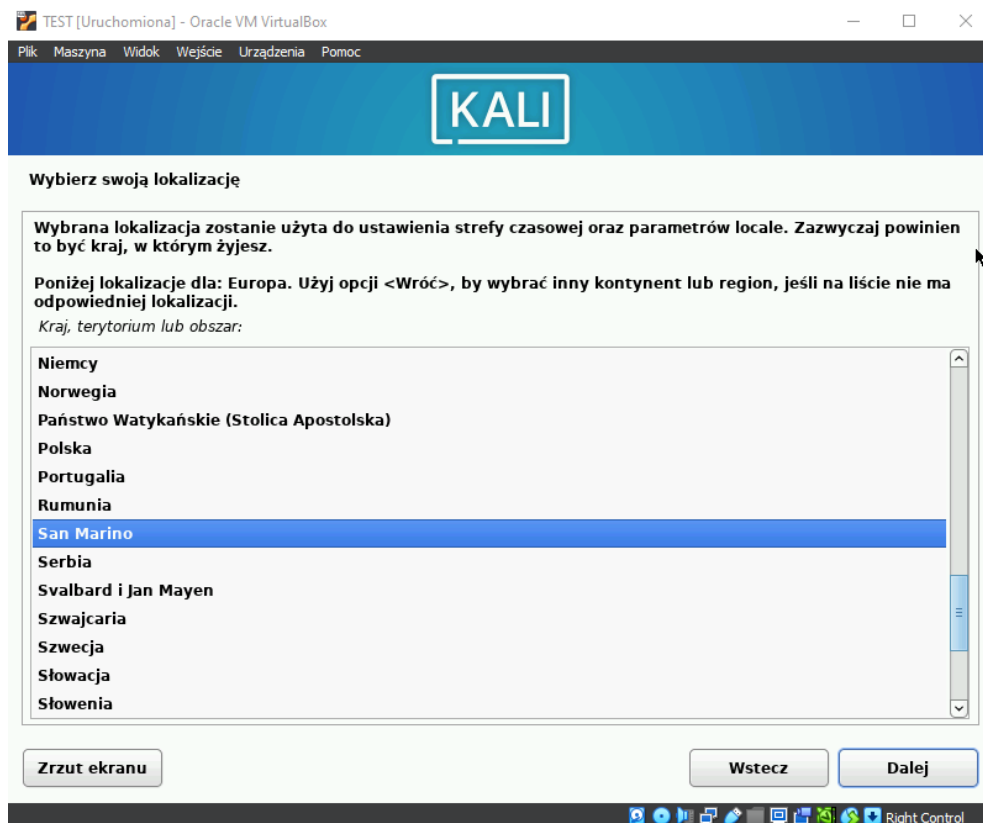 TEST [Uruchomiona] - Oracle VM VirtualBox
Plik Maszyna Widok Wejście Urządzenia Pomoc
KALI
Wybierz swoją lokalizację
Wybrana lokalizacja zostanie użyta do ustawienia strefy czasowej oraz parametrów locale. Zazwyczaj powinien
to być kraj, w którym żyjesz.
Poniżej lokalizacje dla: Europa. Użyj opcji <Wróć>, by wybrać inny kontynent lub region, jeśli na liście nie ma
odpowiedniej lokalizacji.
Kraj, terytorium lub obszar:
Niemcy
Norwegia
Państwo Watykańskie (Stolica Apostolska)
Polska
Portugalia
Rumunia
San Marino
Serbia
Svalbard i Jan Mayen
Szwajcaria
Szwecja
Słowacja
Słowenia
Zrzut ekranu Wstecz Dalej
Right Control